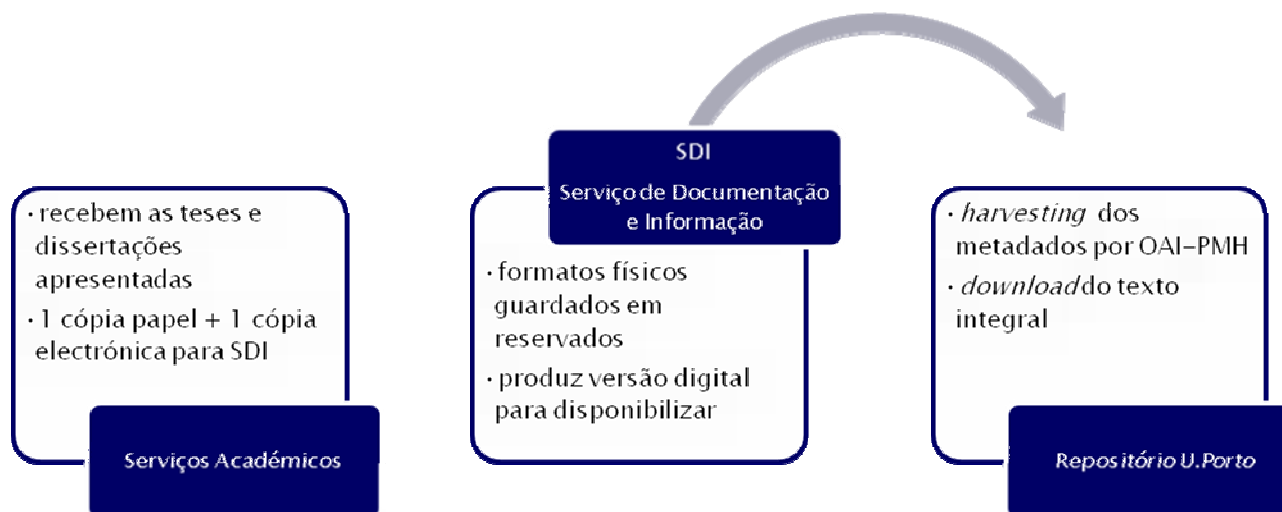 · recebem as teses e
dissertações
apresentadas
· 1 cópia papel + 1 cópia
electrónica para SDI
Serviços Académicos
SDI
Serviço de Documentação
e Informação
· formatos físicos
guardados em
reservados
· produz versão digital
para disponibilizar
· harvesting dos
metadados por OAI–PMH
· download do texto
integral
Repositório U.Porto